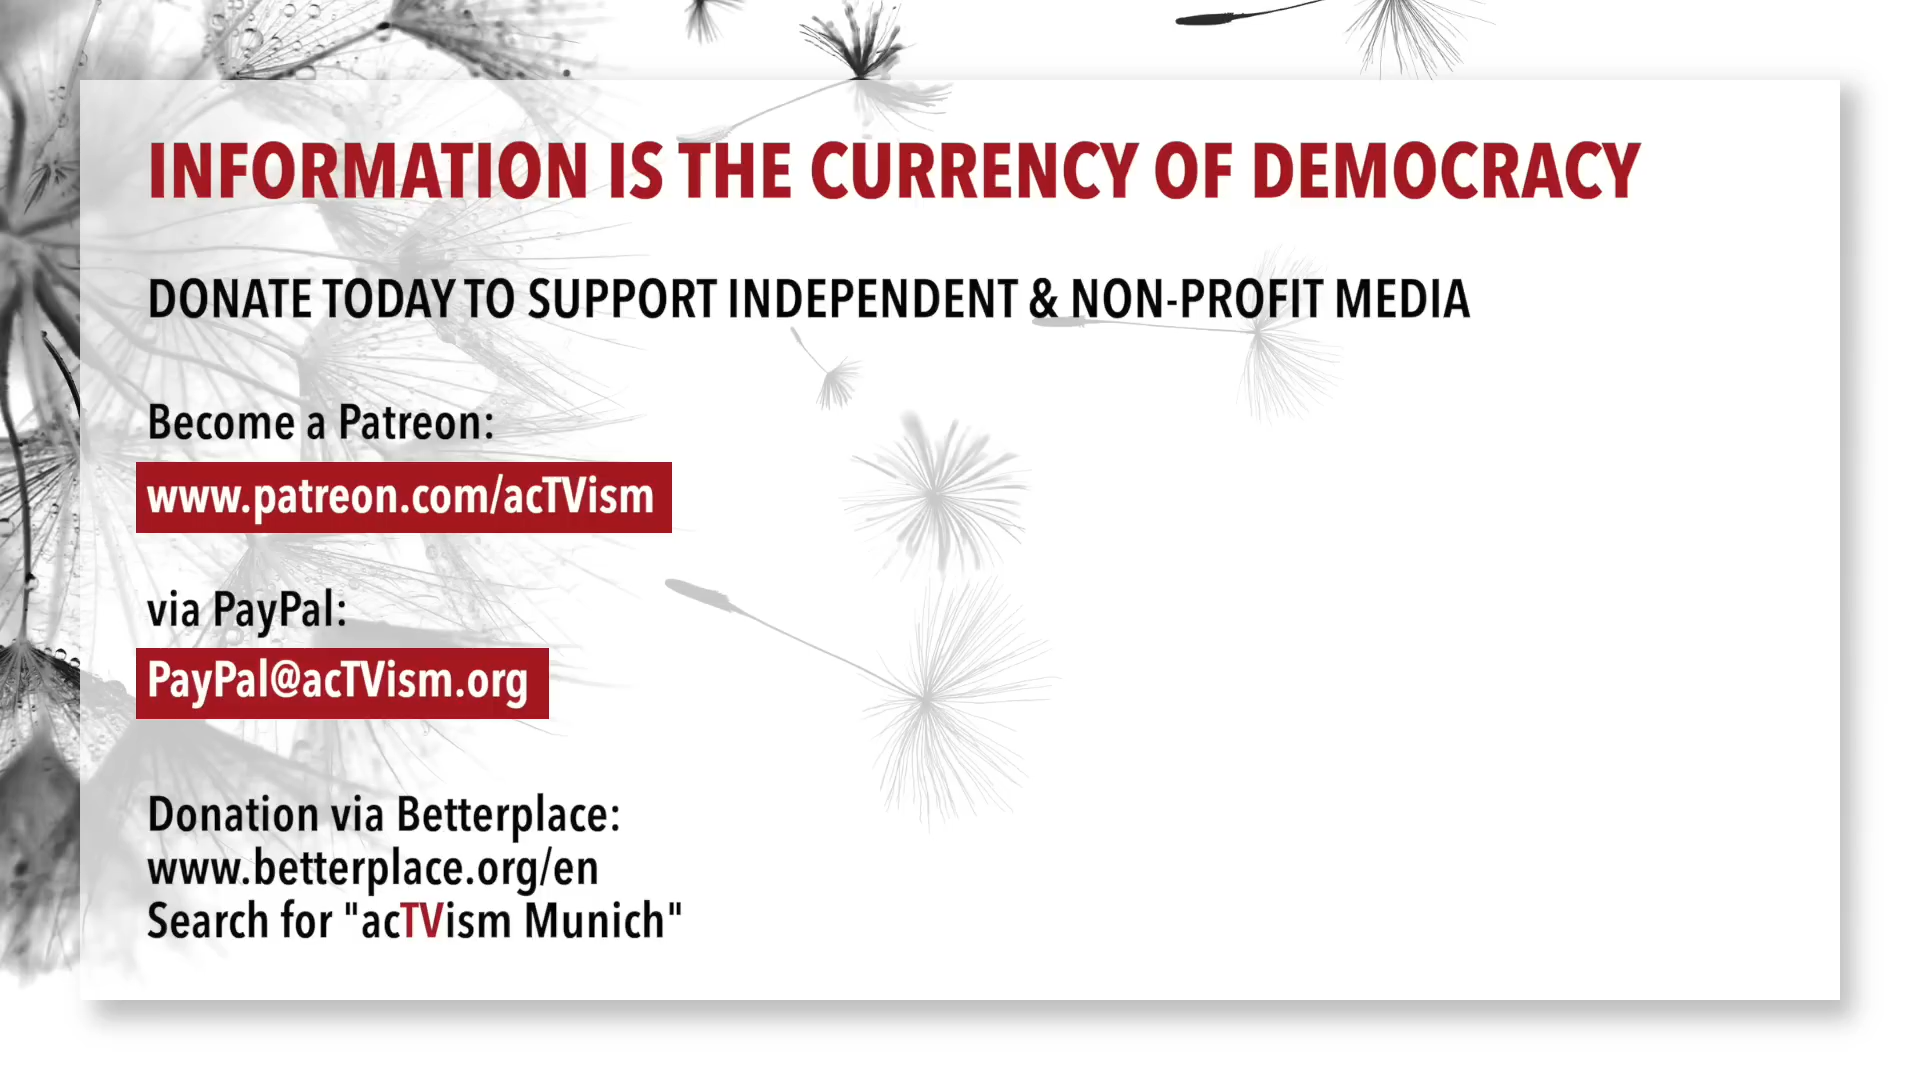 INFORMATION IS THE CURRENCY OF DEMOCRACY
DONATE TODAY TO SUPPORT INDEPENDENT & NON-PROFIT MEDIA
Become a Patreon:
www.patreon.com/acTVism
via PayPal:
PayPal@acTVism.org
Donation via Betterplace:
www.betterplace.org/en
Search for "acTVism Munich"